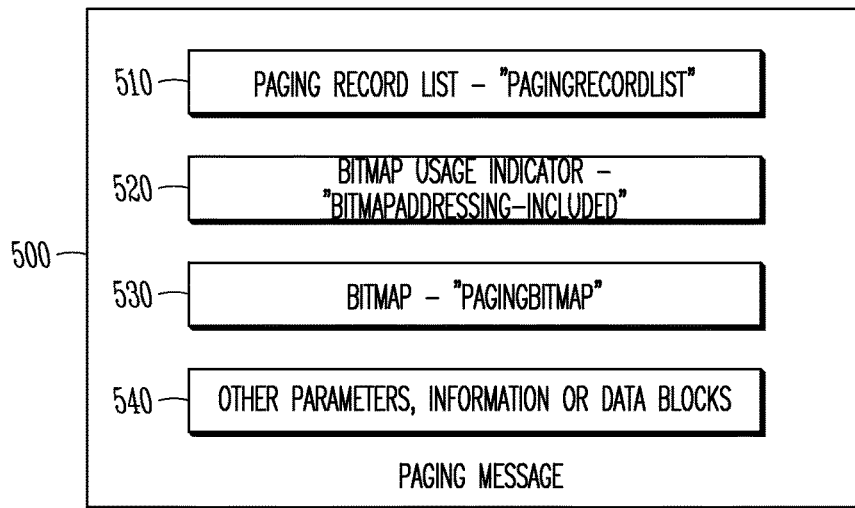 510
PAGING RECORD LIST – "PAGINGRECORDLIST"
520
BITMAP USAGE INDICATOR –
"BITMAPADDRESSING–INCLUDED"
500
530
BITMAP – "PAGINGBITMAP"
540
OTHER PARAMETERS, INFORMATION OR DATA BLOCKS
PAGING MESSAGE